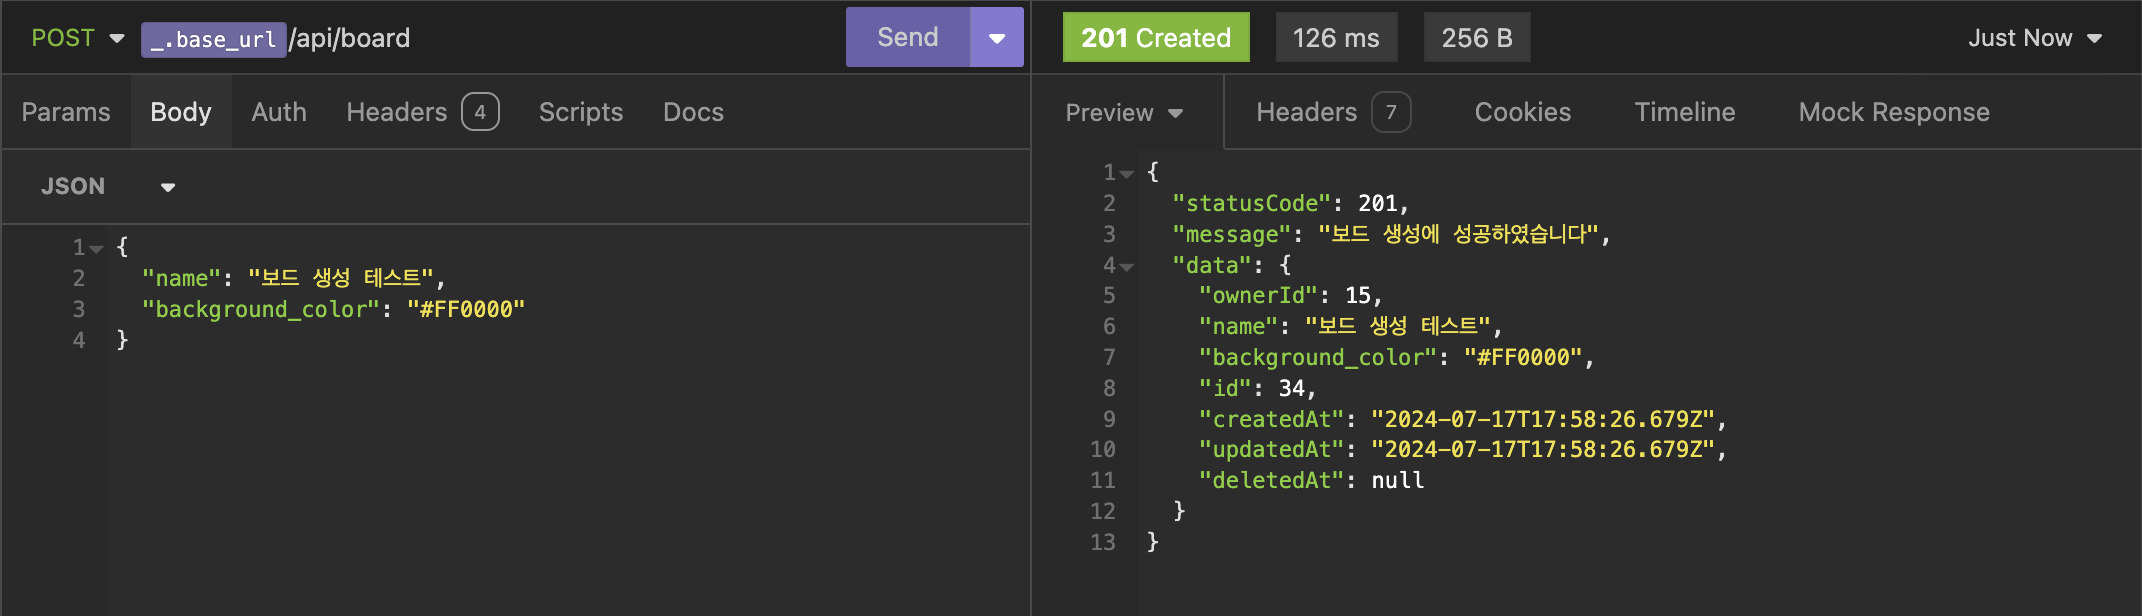 POST _.base_url/api/board Send
Params Body Auth Headers 4 Scripts Docs
JSON
1 {
2 "name": "보드 생성 테스트",
3 "background_color": "#FF0000"
4 }
201 Created 126 ms 256 B Just Now
Preview Headers 7 Cookies Timeline Mock Response
1 {
2 "statusCode": 201,
3 "message": "보드 생성에 성공하였습니다",
4 "data": {
5 "ownerId": 15,
6 "name": "보드 생성 테스트",
7 "background_color": "#FF0000",
8 "id": 34,
9 "createdAt": "2024-07-17T17:58:26.679Z",
10 "updatedAt": "2024-07-17T17:58:26.679Z",
11 "deletedAt": null
12 }
13 }